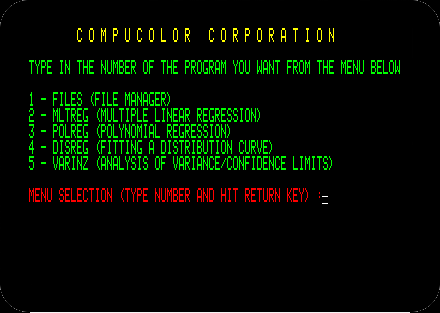 COMPUCOLOR CORPORATION
TYPE IN THE NUMBER OF THE PROGRAM YOU WANT FROM THE MENU BELOW
1 - FILES (FILE MANAGER)
2 - MLTREG (MULTIPLE LINEAR REGRESSION)
3 - POLREG (POLYNOMIAL REGRESSION)
4 - DISREG (FITTING A DISTRIBUTION CURVE)
5 - VARINZ (ANALYSIS OF VARIANCE/CONFIDENCE LIMITS)
MENU SELECTION (TYPE NUMBER AND HIT RETURN KEY) :_